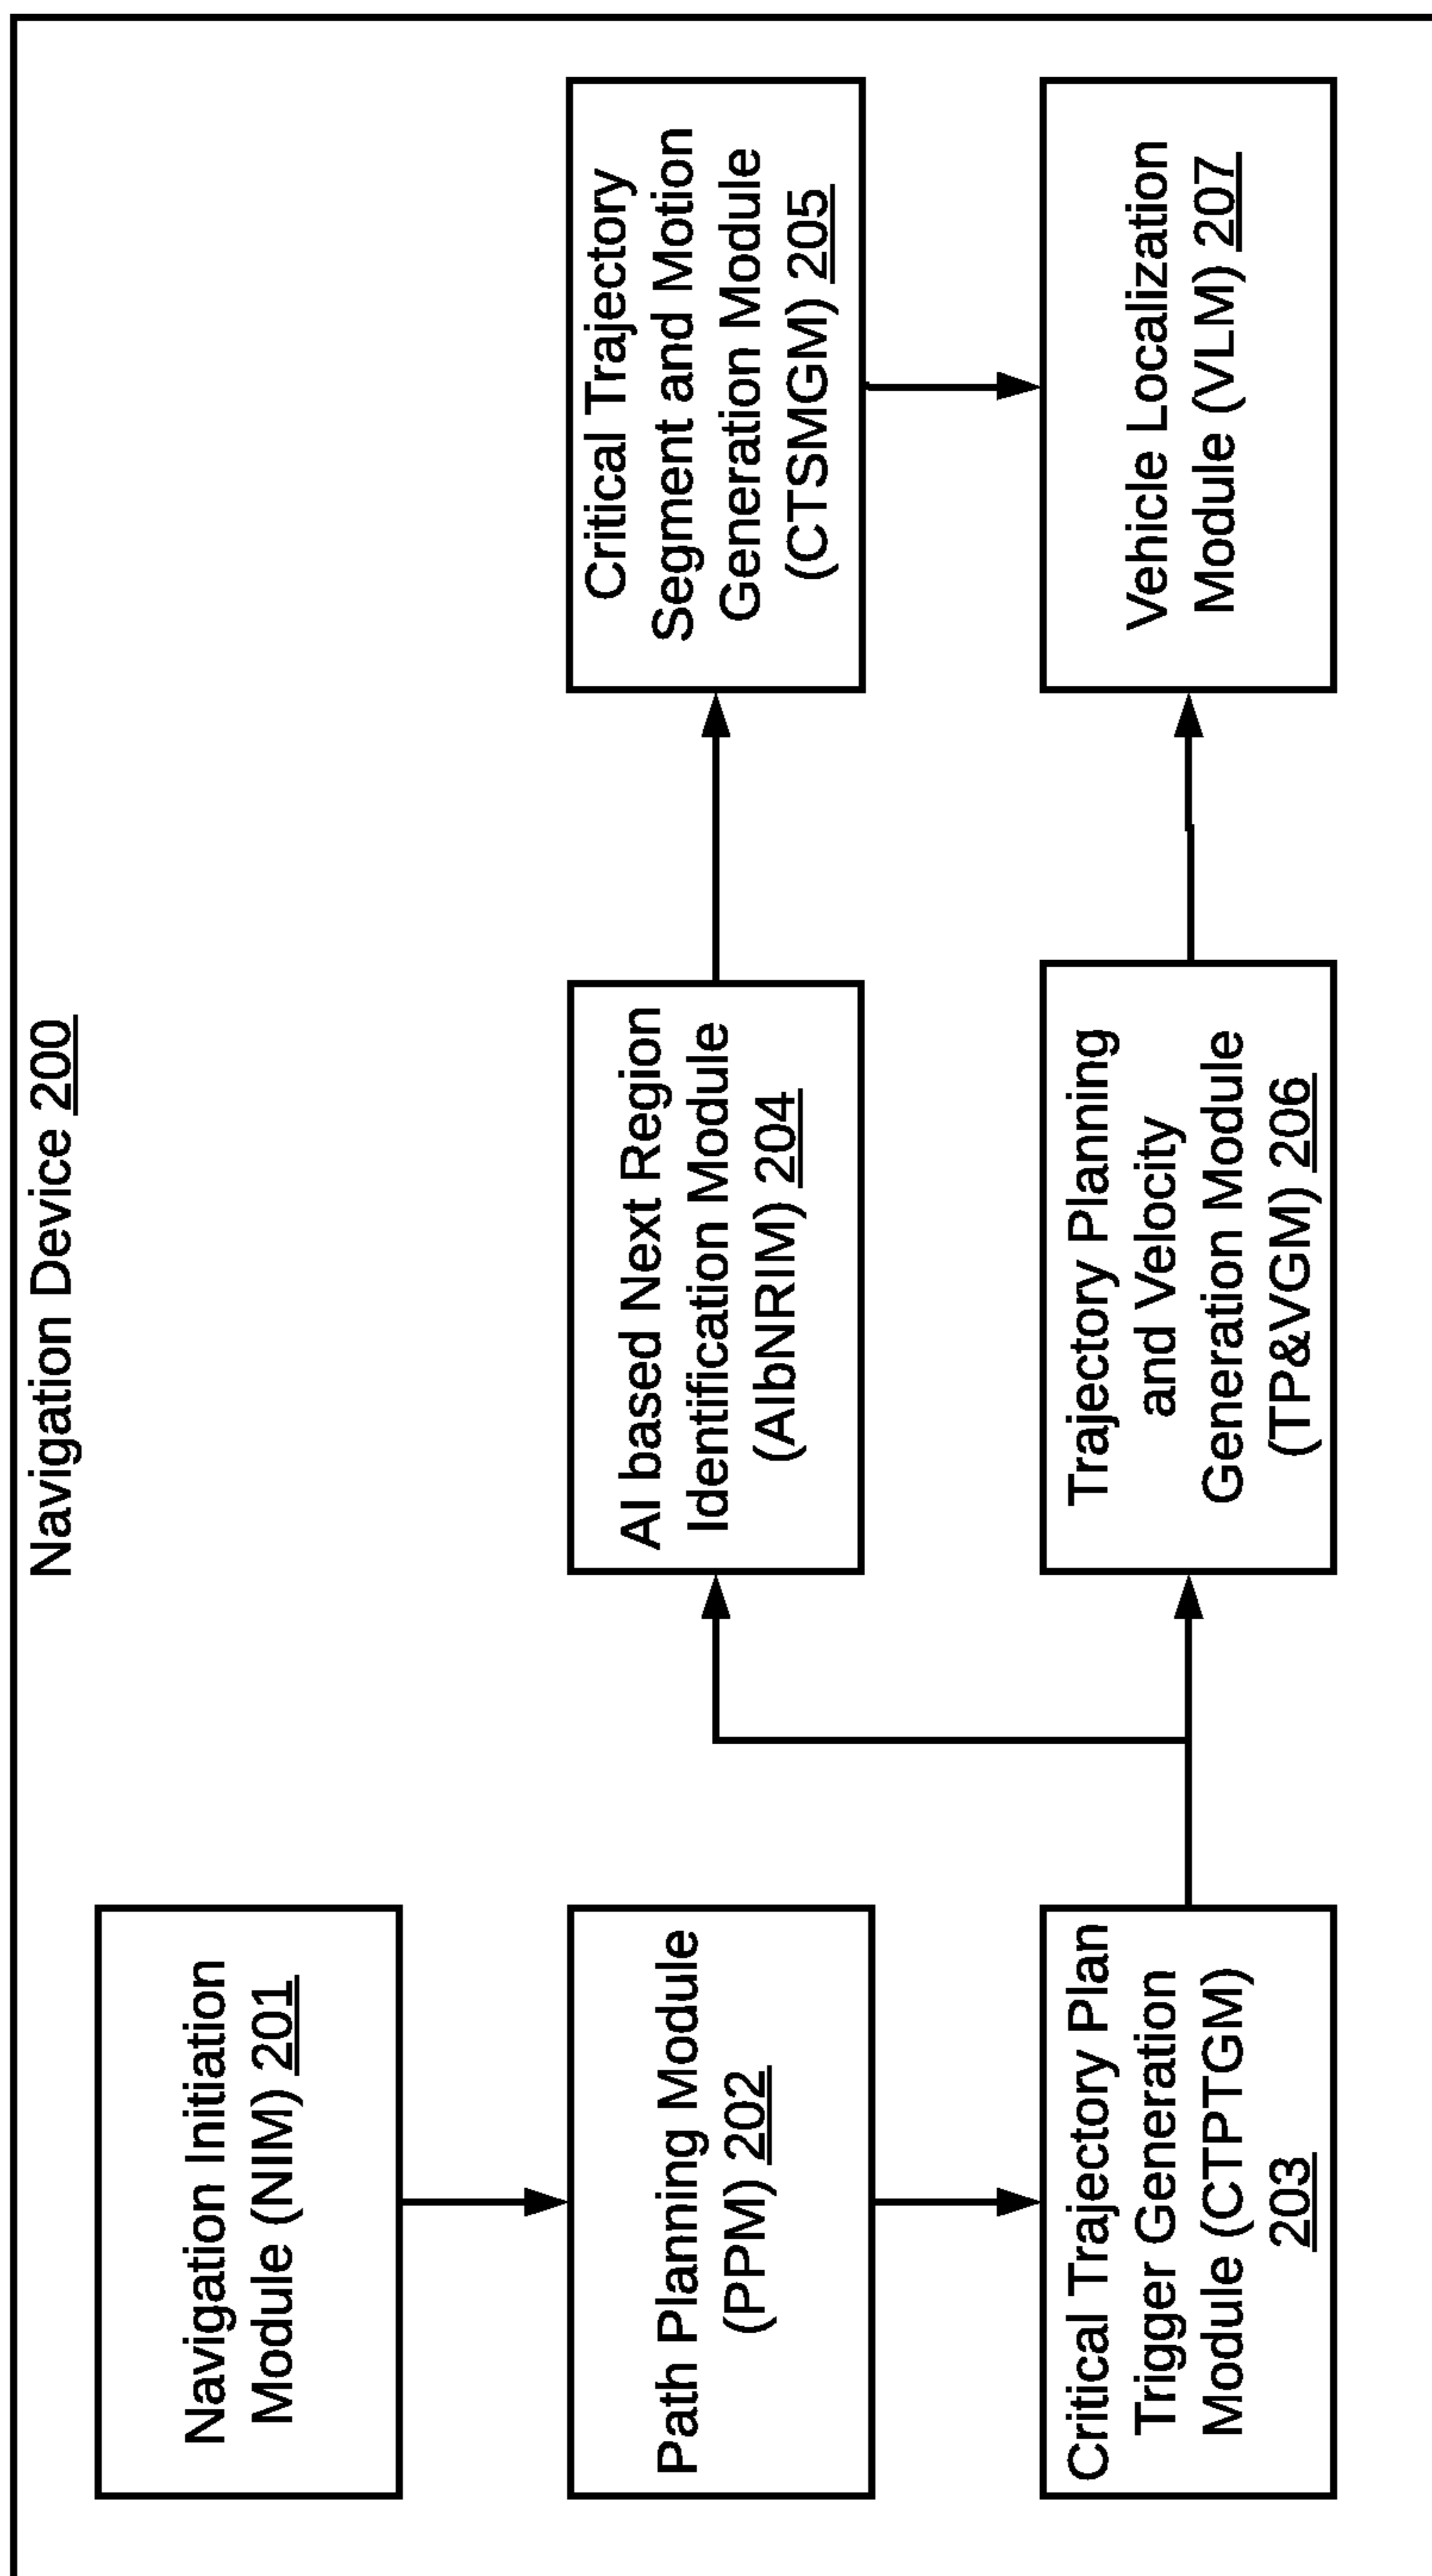 Navigation Device 200
Navigation Initiation
Module (NIM) 201
Path Planning Module
(PPM) 202
Critical Trajectory Plan
Trigger Generation
Module (CTPTGM)
203
AI based Next Region
Identification Module
(AIbNRIM) 204
Critical Trajectory
Segment and Motion
Generation Module
(CTSMGM) 205
Trajectory Planning
and Velocity
Generation Module
(TP&VGM) 206
Vehicle Localization
Module (VLM) 207